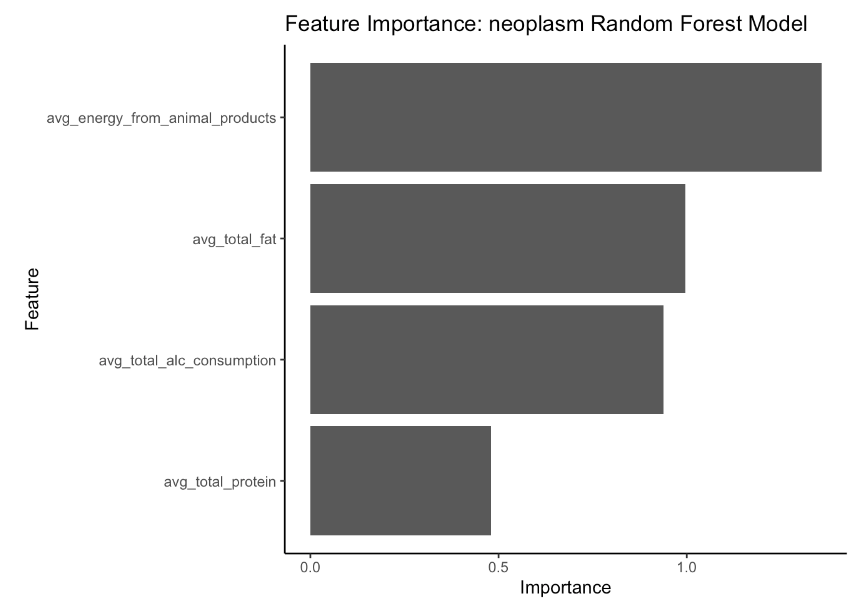 Feature Importance: neoplasm Random Forest Model
avg_energy_from_animal_products
avg_total_fat
Feature
avg_total_alc_consumption
avg_total_protein
0.0 0.5 1.0
Importance